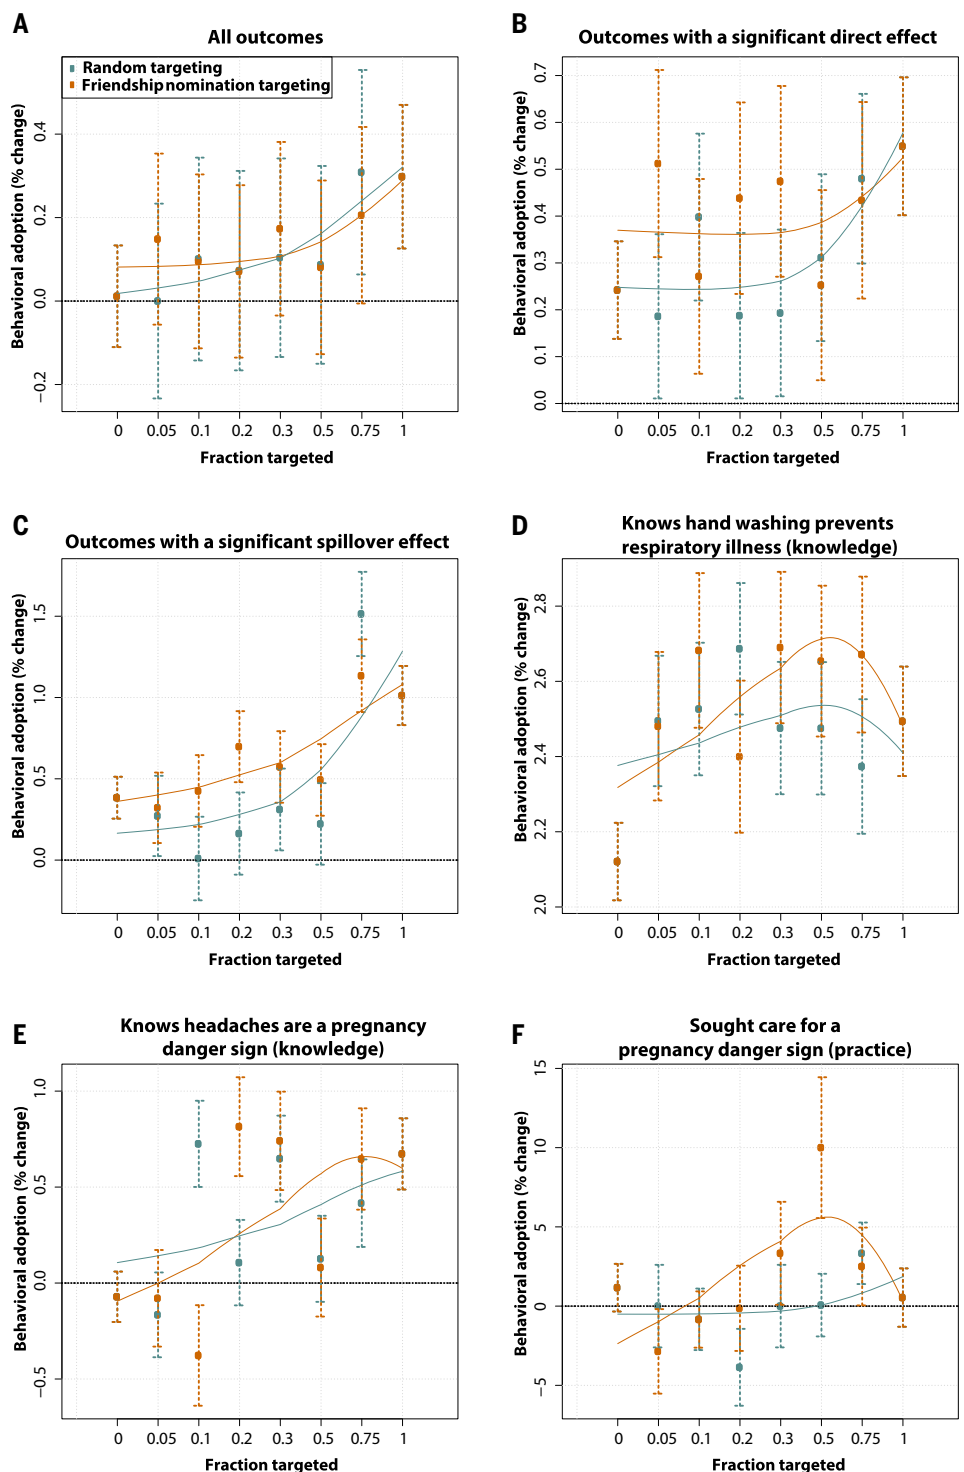 A
All outcomes
Random targeting
Friendship nomination targeting
Behavioral adoption (% change)
0.4
0.2
0.0
−0.2
0 0.05 0.1 0.2 0.3 0.5 0.75 1
Fraction targeted
B
Outcomes with a significant direct effect
Behavioral adoption (% change)
0.7
0.6
0.5
0.4
0.3
0.2
0.1
0.0
0 0.05 0.1 0.2 0.3 0.5 0.75 1
Fraction targeted
C
Outcomes with a significant spillover effect
Behavioral adoption (% change)
1.5
1.0
0.5
0.0
0 0.05 0.1 0.2 0.3 0.5 0.75 1
Fraction targeted
D
Knows hand washing prevents
respiratory illness (knowledge)
Behavioral adoption (% change)
2.8
2.6
2.4
2.2
2.0
0 0.05 0.1 0.2 0.3 0.5 0.75 1
Fraction targeted
E
Knows headaches are a pregnancy
danger sign (knowledge)
Behavioral adoption (% change)
1.0
0.5
0.0
−0.5
0 0.05 0.1 0.2 0.3 0.5 0.75 1
Fraction targeted
F
Sought care for a
pregnancy danger sign (practice)
Behavioral adoption (% change)
15
10
5
0
−5
0 0.05 0.1 0.2 0.3 0.5 0.75 1
Fraction targeted